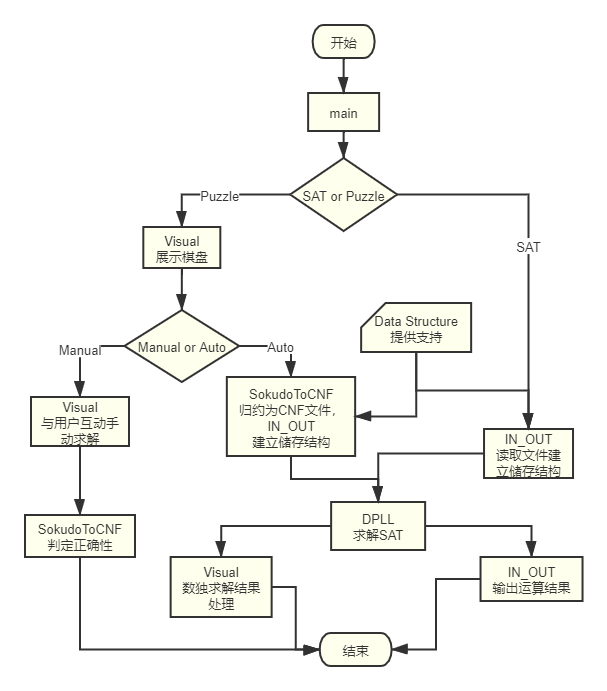 开始
main
SAT or Puzzle
Puzzle
SAT
Visual
展示棋盘
Data Structure
提供支持
Manual or Auto
Manual
Auto
Visual
与用户互动手
动求解
SokudoToCNF
归约为CNF文件，
IN_OUT
建立储存结构
IN_OUT
读取文件建
立储存结构
SokudoToCNF
判定正确性
DPLL
求解SAT
Visual
数独求解结果
处理
IN_OUT
输出运算结果
结束